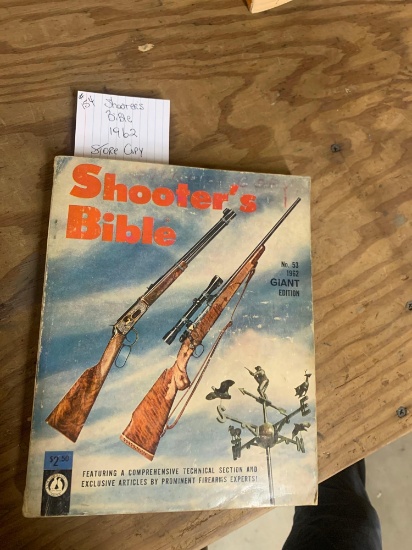 Shooters
Bible
1962
Store Copy
Shooter's
Bible
No. 53
1962
GIANT
EDITION
$2.50
FEATURING A COMPREHENSIVE TECHNICAL SECTION AND
EXCLUSIVE ARTICLES BY PROMINENT FIREARMS EXPERTS!